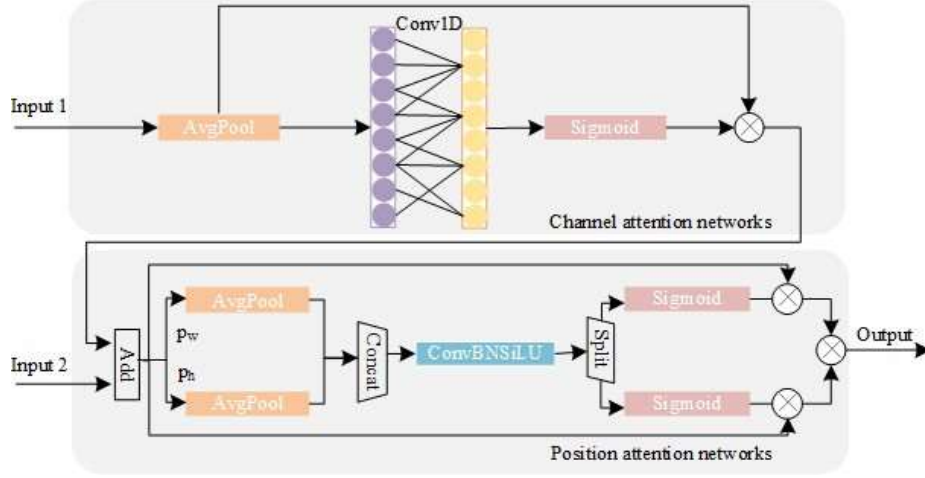 Conv1D
Input 1
AvgPool
Sigmoid
Channel attention networks
AvgPool
Sigmoid
Pw
Input 2
Add
Concat
ConvBNSiLU
Split
Output
Ph
AvgPool
Sigmoid
Position attention networks